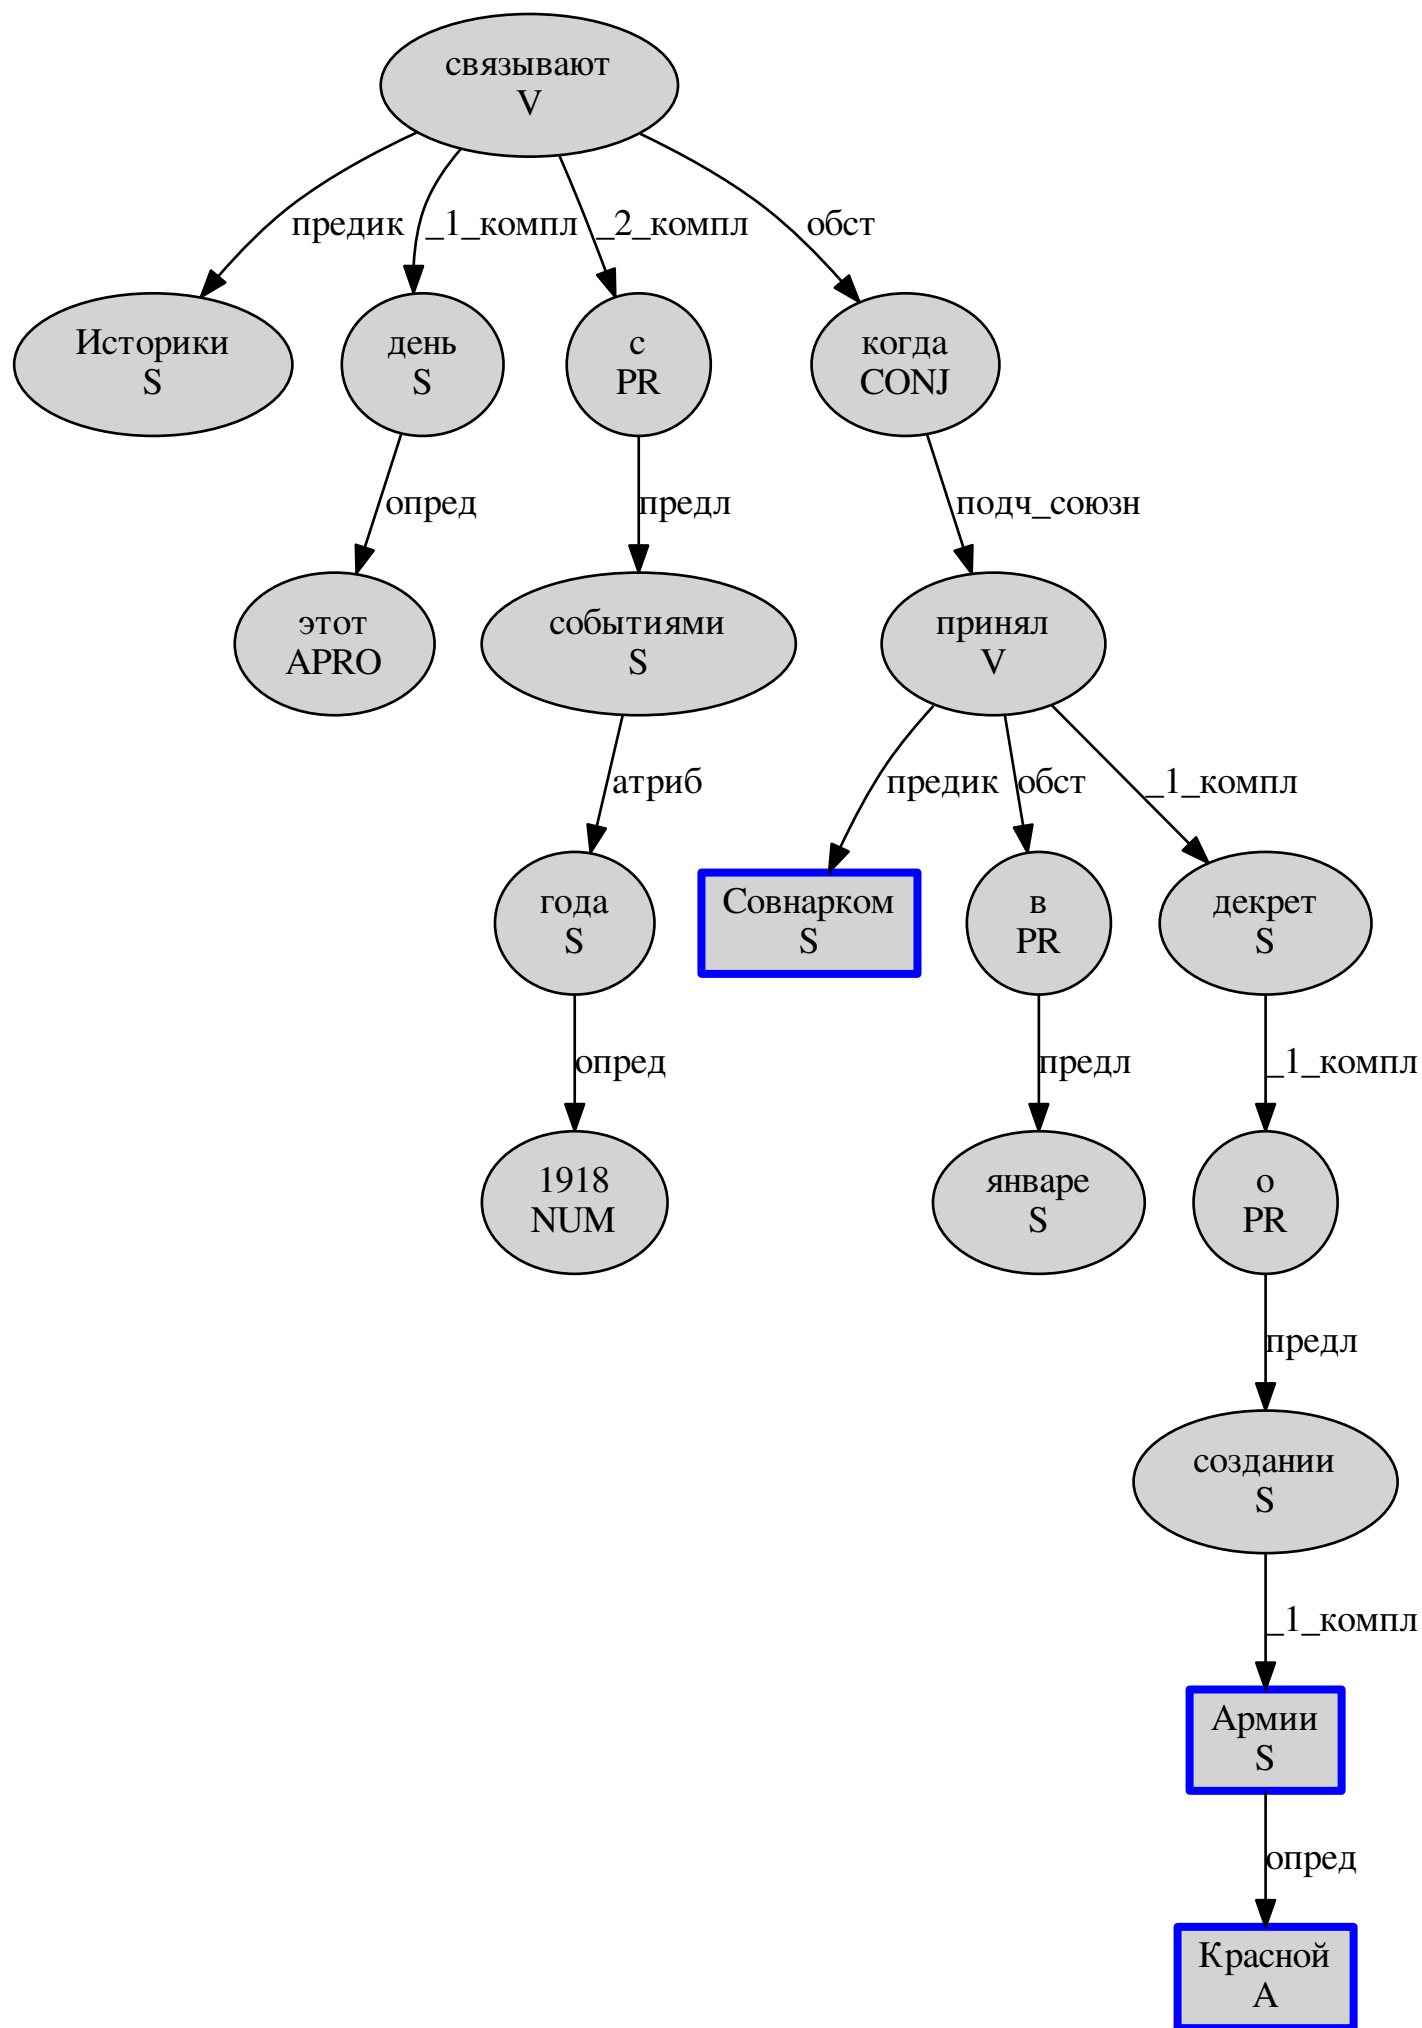 связывают
V
предик
_1_компл
_2_компл
обст
Историки
S
день
S
с
PR
когда
CONJ
опред
предл
подч_союзн
этот
APRO
событиями
S
принял
V
атриб
предик
обст
_1_компл
года
S
Совнарком
S
в
PR
декрет
S
опред
предл
_1_компл
1918
NUM
январе
S
о
PR
предл
создании
S
_1_компл
Армии
S
опред
Красной
A